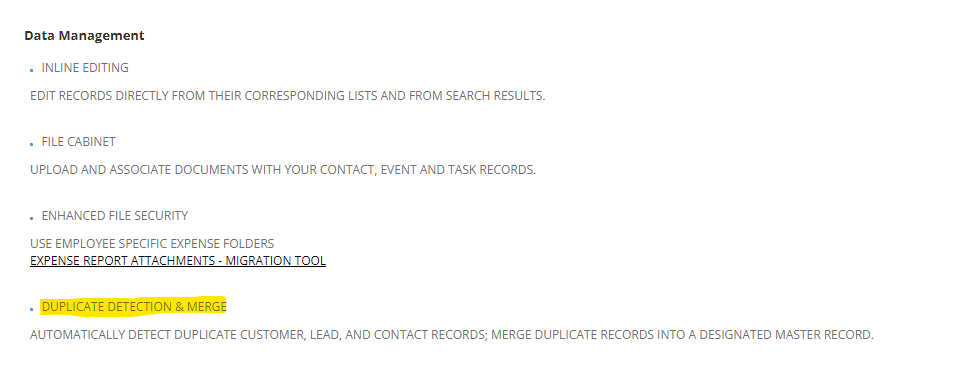 Data Management
INLINE EDITING
EDIT RECORDS DIRECTLY FROM THEIR CORRESPONDING LISTS AND FROM SEARCH RESULTS.
FILE CABINET
UPLOAD AND ASSOCIATE DOCUMENTS WITH YOUR CONTACT, EVENT AND TASK RECORDS.
ENHANCED FILE SECURITY
USE EMPLOYEE SPECIFIC EXPENSE FOLDERS
EXPENSE REPORT ATTACHMENTS - MIGRATION TOOL
DUPLICATE DETECTION & MERGE
AUTOMATICALLY DETECT DUPLICATE CUSTOMER, LEAD, AND CONTACT RECORDS; MERGE DUPLICATE RECORDS INTO A DESIGNATED MASTER RECORD.